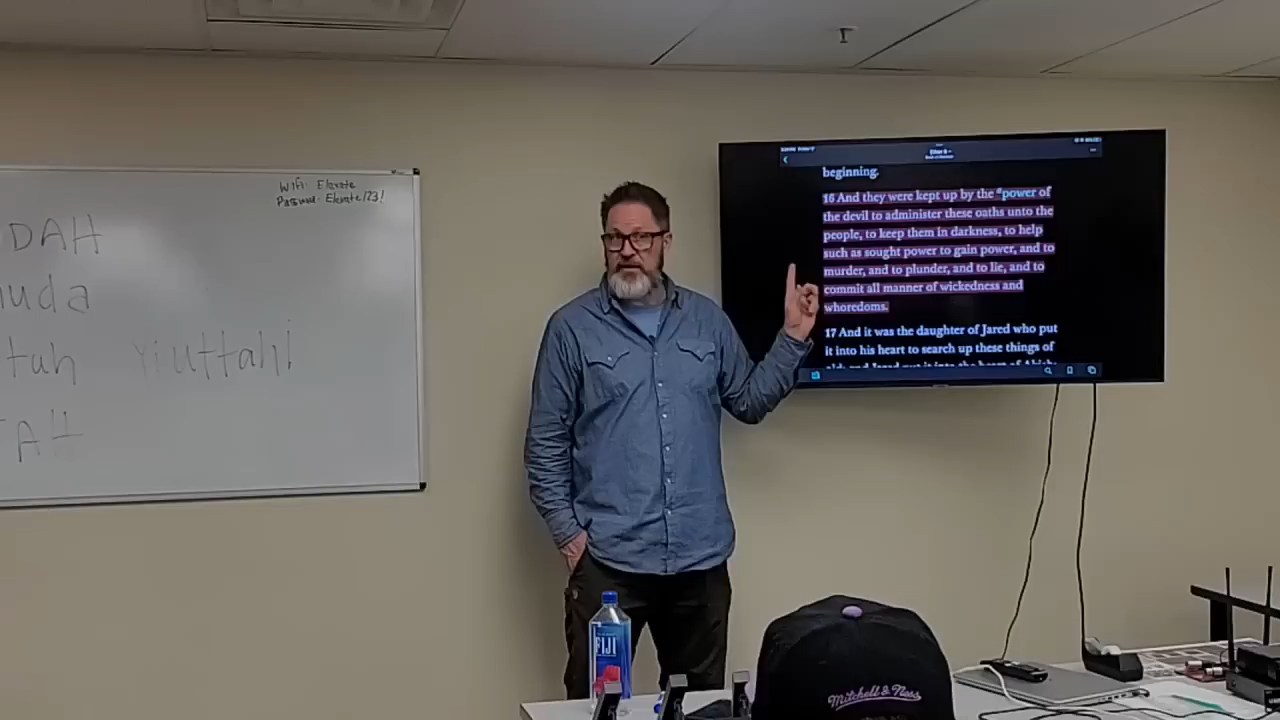 Wifi: Elevate
Password: Elevate123!
DAH
uda
tah Yiuttali
TAH
beginning.
16 And they were kept up by the "power of
the devil to administer these oaths unto the
people, to keep them in darkness, to help
such as sought power to gain power, and to
murder, and to plunder, and to lie, and to
commit all manner of wickedness and
whoredoms.
17 And it was the daughter of Jared who put
it into his heart to search up these things of
FIJI
Mitchell & Ness